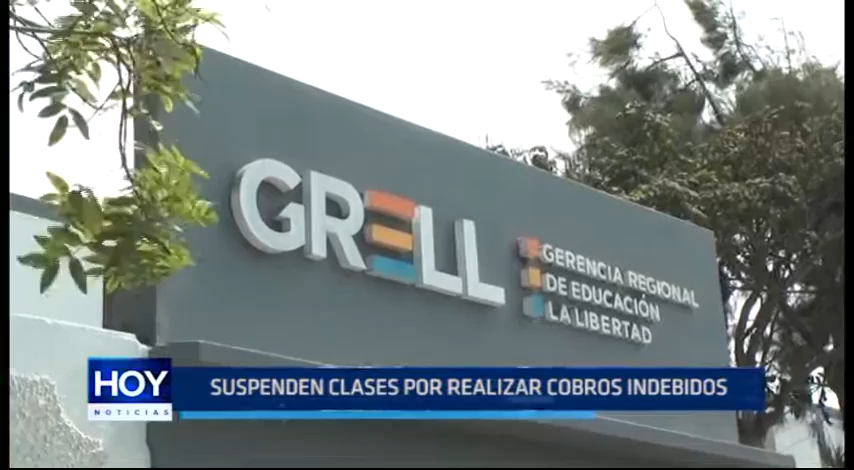 GRELL
GERENCIA REGIONAL
DE EDUCACIÓN
LA LIBERTAD
HOY
NOTICIAS
SUSPENDEN CLASES POR REALIZAR COBROS INDEBIDOS